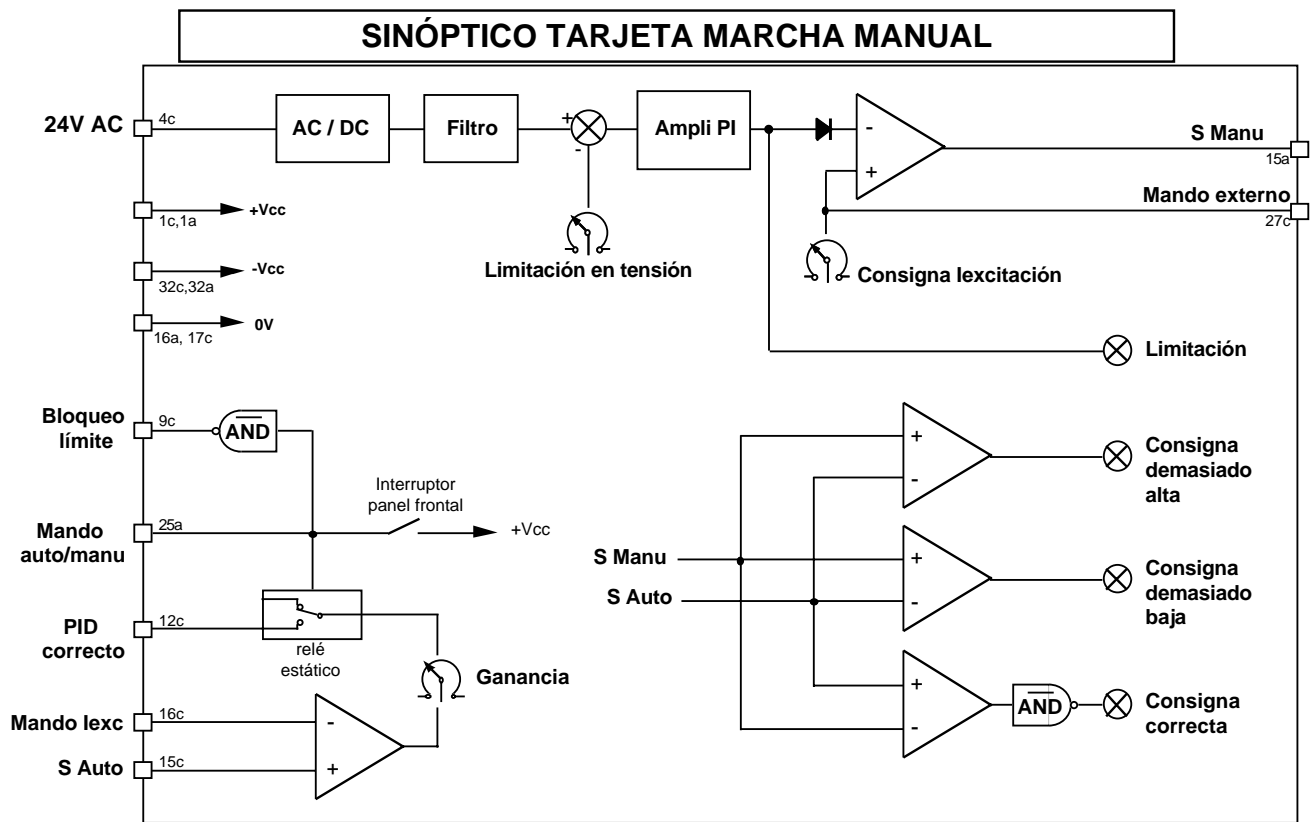 SINÓPTICO TARJETA MARCHA MANUAL
24V AC
4c
AC / DC
Filtro
+
-
Ampli PI
-
+
S Manu
15a
Mando externo
27c
1c,1a
+Vcc
32c,32a
-Vcc
16a, 17c
0V
Limitación en tensión
Consigna Iexcitación
Limitación
Bloqueo
límite
9c
AND
Mando
auto/manu
25a
Interruptor
panel frontal
+Vcc
PID
correcto
12c
relé
estático
Ganancia
Mando Iexc
16c
-
S Auto
15c
+
S Manu
S Auto
+
-
Consigna
demasiado
alta
+
-
Consigna
demasiado
baja
+
-
AND
Consigna
correcta